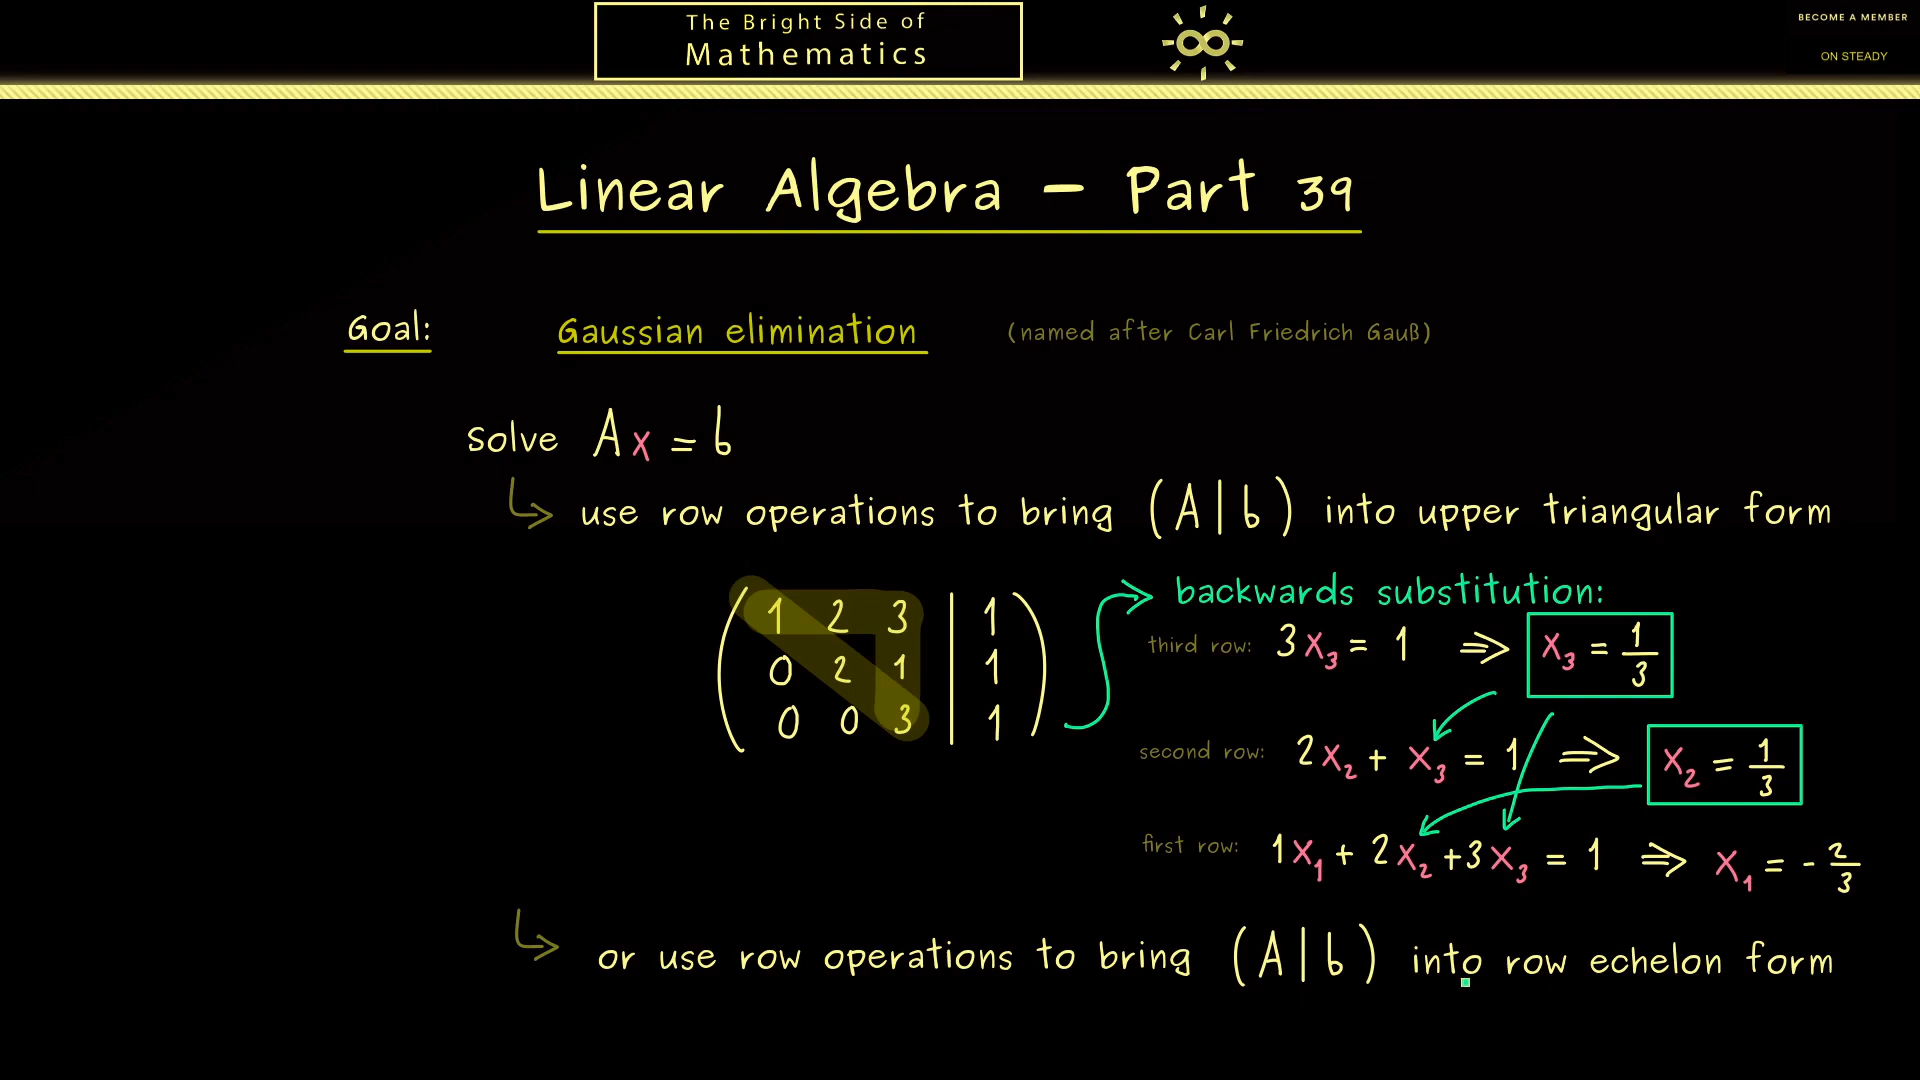 The Bright Side of
Mathematics
BECOME A MEMBER
ON STEADY
Linear Algebra – Part 39
Goal: Gaussian elimination (named after Carl Friedrich Gauß)
solve Ax = b
use row operations to bring (A|b) into upper triangular form
backwards substitution:
1 2 3 | 1
0 2 1 | 1
0 0 3 | 1
third row: 3x₃ = 1 ⇒ x₃ = 1/3
second row: 2x₂ + x₃ = 1 ⇒ x₂ = 1/3
first row: 1x₁ + 2x₂ + 3x₃ = 1 ⇒ x₁ = -2/3
or use row operations to bring (A|b) into row echelon form